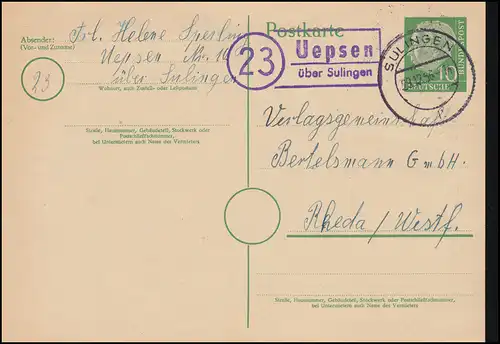 Postkarte
Absender:
(Vor- und Zuname)
Frl. Helene Sperling
Uepsen Nr. 10
über Sulingen
23
Wohnort, auch Zustell- oder Leitpostamt
Straße, Hausnummer, Gebäudeteil, Stockwerk oder
Postschließfachnummer,
bei Untermietern auch Name des Vermieters
23
Uepsen
über Sulingen
SULINGEN
10
DEUTSCHE
BUNDESPOST
Verlagsgemeinschaft
Bertelsmann GmbH.
Rheda / Westf.
Straße, Hausnummer, Gebäudeteil, Stockwerk oder Postschließfachnummer,
bei Untermietern auch Name des Vermieters